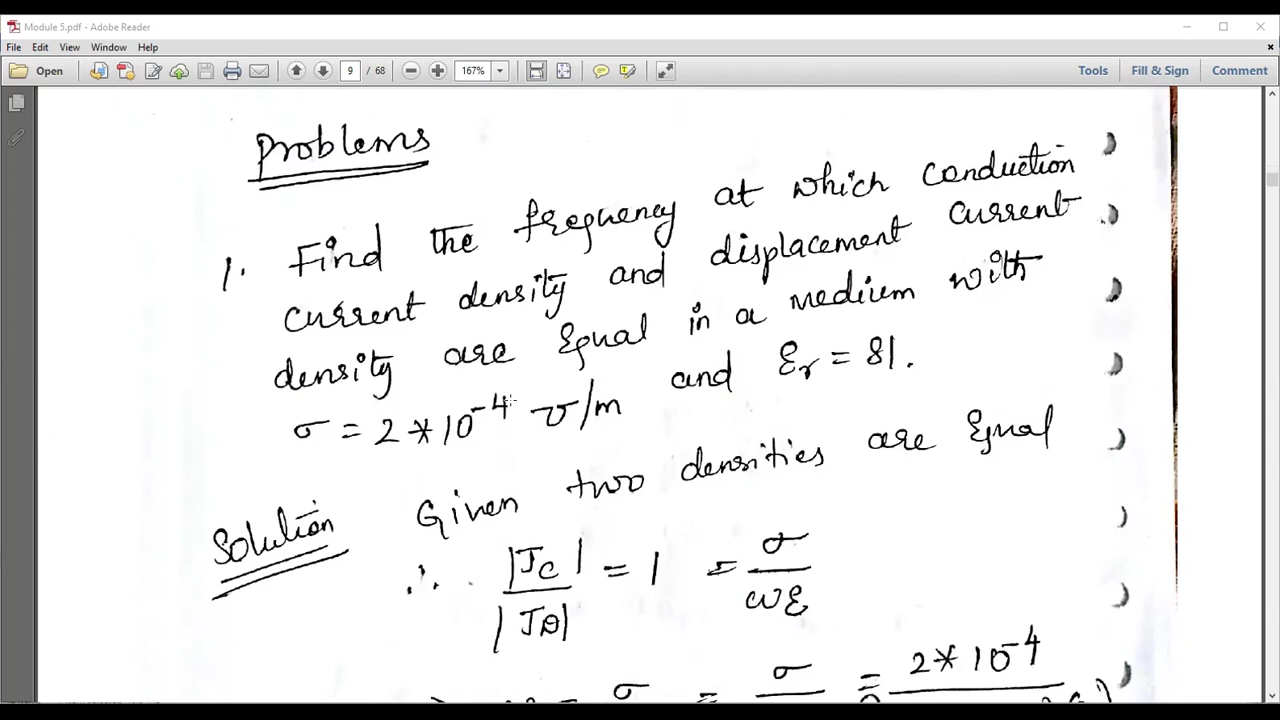 Module 5.pdf - Adobe Reader
File Edit View Window Help
Open 9 / 68 167% Tools Fill & Sign Comment
Problems
1. Find the frequency at which conduction
current density and displacement current
density are Equal in a medium with
σ = 2*10⁻⁴ ℧/m and εr = 81.
Solution Given two densities are Equal
∴ |JC| / |JD| = 1 = σ / ωε
= σ = σ = 2*10⁻⁴